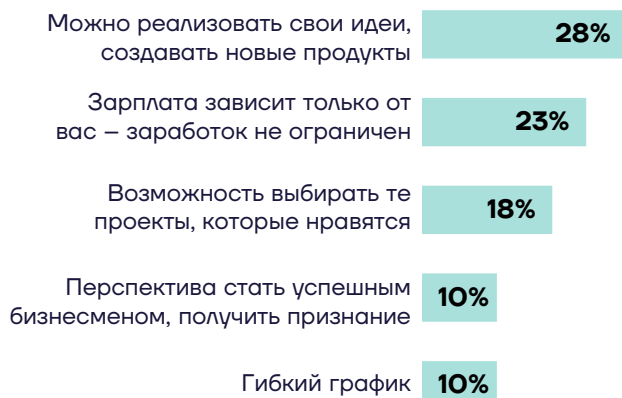 Можно реализовать свои идеи,
создавать новые продукты
28%
Зарплата зависит только от
вас – заработок не ограничен
23%
Возможность выбирать те
проекты, которые нравятся
18%
Перспектива стать успешным
бизнесменом, получить признание
10%
Гибкий график
10%